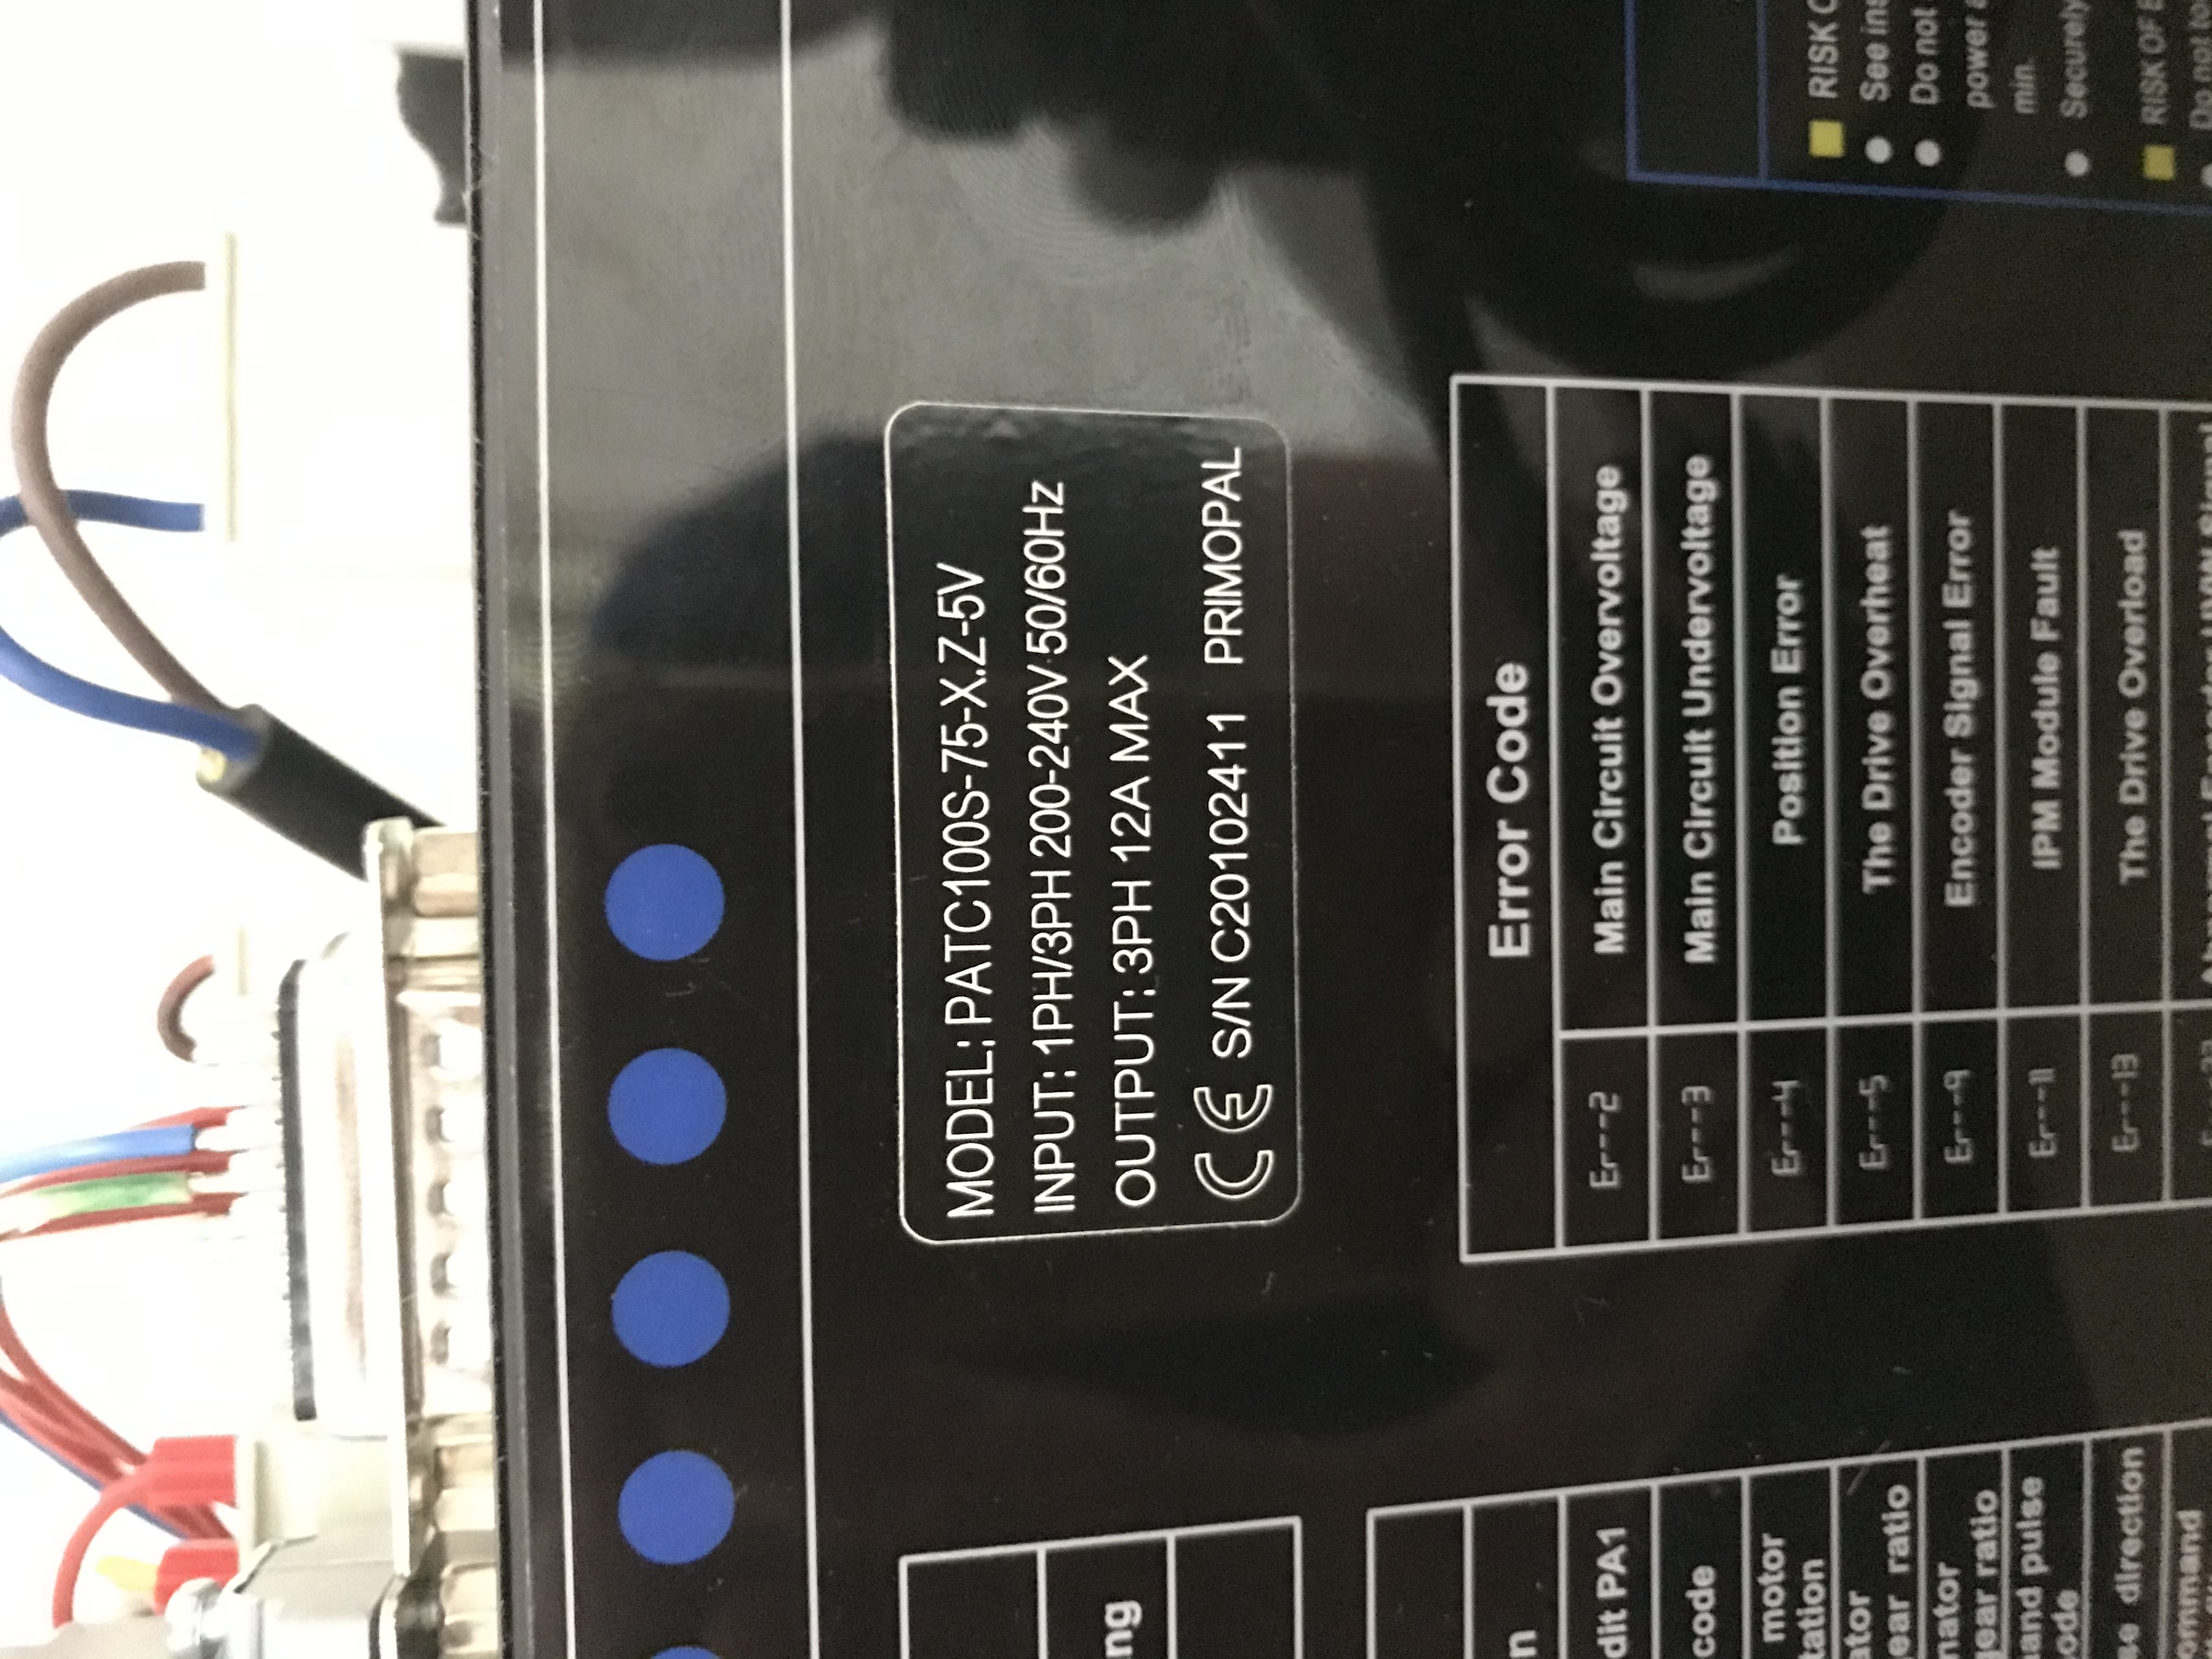 MODEL: PATC100S-75-X.Z-5V
INPUT: 1PH/3PH 200-240V 50/60Hz
OUTPUT: 3PH 12A MAX
CE S/N C20102411 PRIMOPAL
Error Code
Er--2 Main Circuit Overvoltage
Er--3 Main Circuit Undervoltage
Er--4 Position Error
Er--5 The Drive Overheat
Er--9 Encoder Signal Error
Er--11 IPM Module Fault
Er--13 The Drive Overload
RISK O
See ins
Do not
power a
min.
Securely
RISK OF E
ng
n
dit PA1
code
motor
tation
ator
ear ratio
nator
gear ratio
and pulse
ode
se direction
ommand